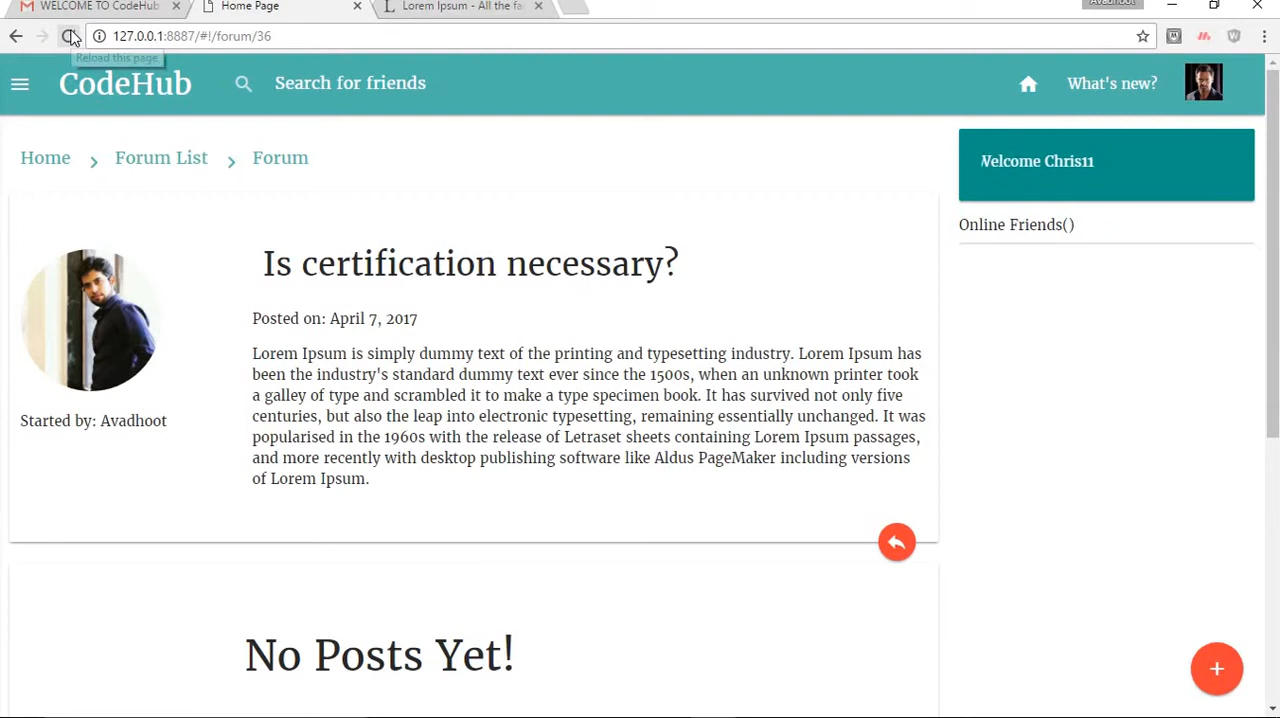 WELCOME TO CodeHub
Home Page
Lorem Ipsum - All the fa
Avadhoot
127.0.0.1:8887/#!/forum/36
Reload this page
CodeHub
Search for friends
What's new?
Home
Forum List
Forum
Welcome Chris11
Online Friends()
Is certification necessary?
Posted on: April 7, 2017
Lorem Ipsum is simply dummy text of the printing and typesetting industry. Lorem Ipsum has
been the industry's standard dummy text ever since the 1500s, when an unknown printer took
a galley of type and scrambled it to make a type specimen book. It has survived not only five
centuries, but also the leap into electronic typesetting, remaining essentially unchanged. It was
popularised in the 1960s with the release of Letraset sheets containing Lorem Ipsum passages,
and more recently with desktop publishing software like Aldus PageMaker including versions
of Lorem Ipsum.
Started by: Avadhoot
No Posts Yet!